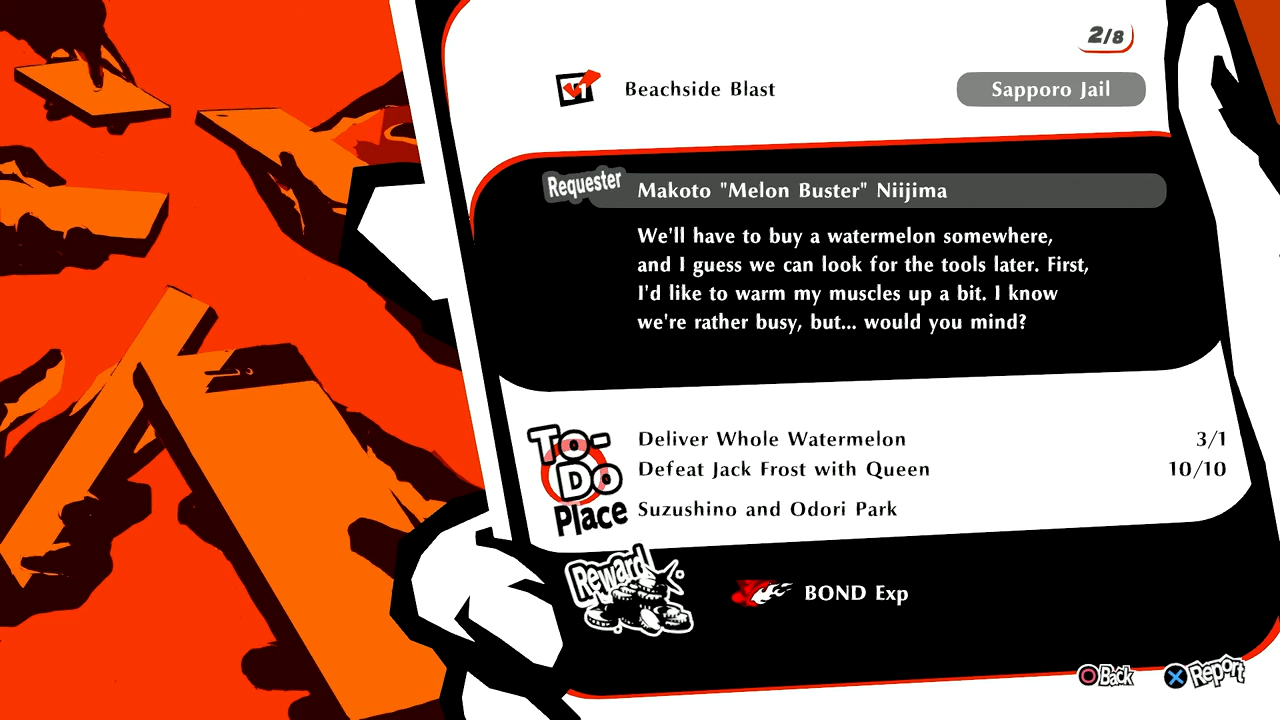 2/8
Beachside Blast
Sapporo Jail
Requester
Makoto "Melon Buster" Niijima
We'll have to buy a watermelon somewhere,
and I guess we can look for the tools later. First,
I'd like to warm my muscles up a bit. I know
we're rather busy, but... would you mind?
To-Do
Deliver Whole Watermelon 3/1
Defeat Jack Frost with Queen 10/10
Place
Suzushino and Odori Park
Reward
BOND Exp
Back
Report